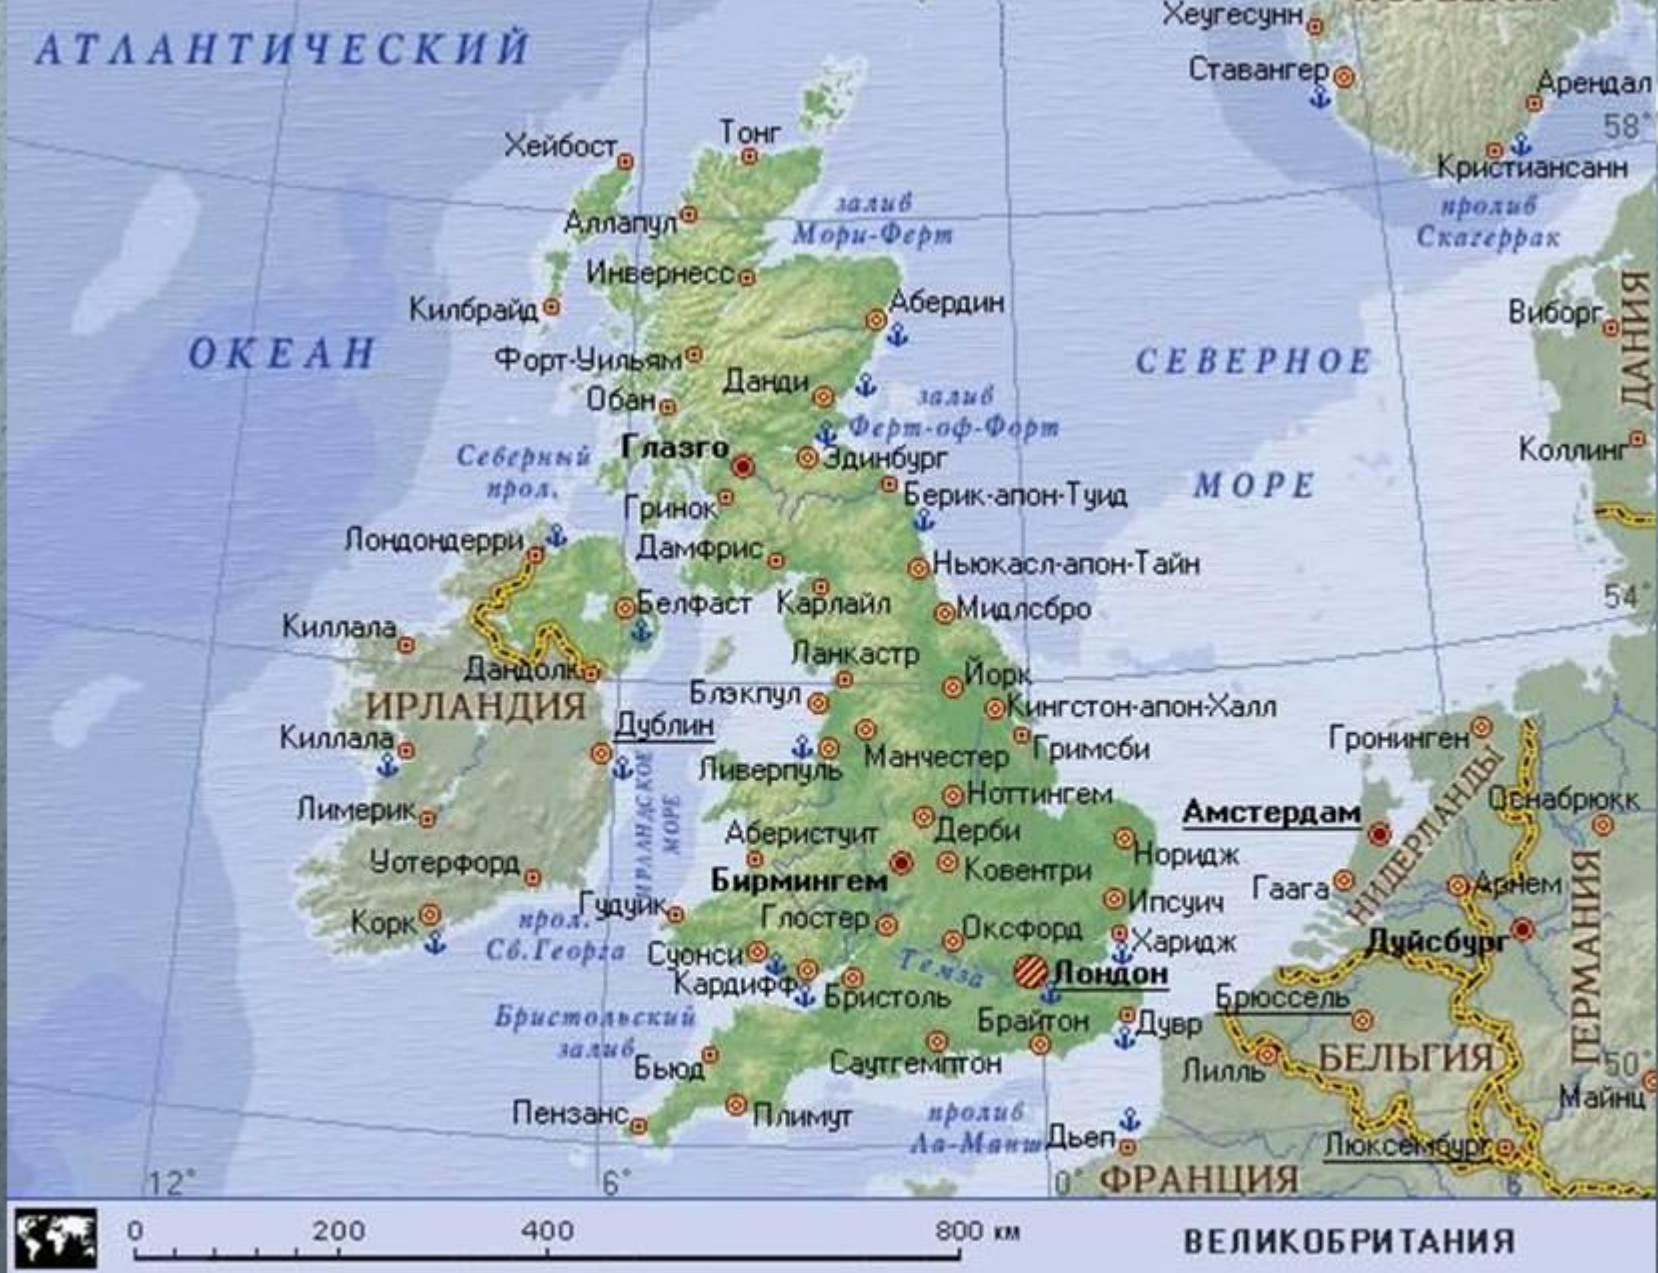 АТЛАНТИЧЕСКИЙ
ОКЕАН
Хеугесунн
Ставангер
Арендал
58°
Кристиансанн
пролив
Скагеррак
Хейбост
Тонг
Аллапул
залив
Мори-Ферт
Инвернесс
Килбрайд
Абердин
Виборг
ДАНИЯ
Форт-Уильям
Обан
Данди
залив
Ферт-оф-Форт
СЕВЕРНОЕ
МОРЕ
Коллинг
Северный
прол.
Глазго
Эдинбург
Гринок
Берик-апон-Туид
Лондондерри
Дамфрис
Ньюкасл-апон-Тайн
Белфаст
Карлайл
Мидлсбро
54°
Киллала
Дандолк
Ланкастр
Йорк
ИРЛАНДИЯ
Блэкпул
Кингстон-апон-Халл
Киллала
Дублин
Манчестер
Гримсби
Гронинген
Ливерпуль
ИРЛАНДСКОЕ
МОРЕ
Ноттингем
Лимерик
Аберистуит
Дерби
Амстердам
НИДЕРЛАНДЫ
Оснабрюкк
Норидж
Уотерфорд
Бирмингем
Ковентри
Гаага
Арнем
ГЕРМАНИЯ
Корк
прол.
Св.Георга
Гудуик
Глостер
Оксфорд
Ипсуич
Харидж
Дуйсбург
Суонси
Кардифф
Бристоль
Темза
Лондон
Брюссель
Бристольский
залив
Брайтон
Дувр
Бьюд
Саутгемптон
Лилль
БЕЛЬГИЯ
50°
Майнц
Пензанс
Плимут
пролив
Ла-Манш
Дьеп
Люксембург
ФРАНЦИЯ
12°
6°
0°
6
0 200 400 800 км
ВЕЛИКОБРИТАНИЯ